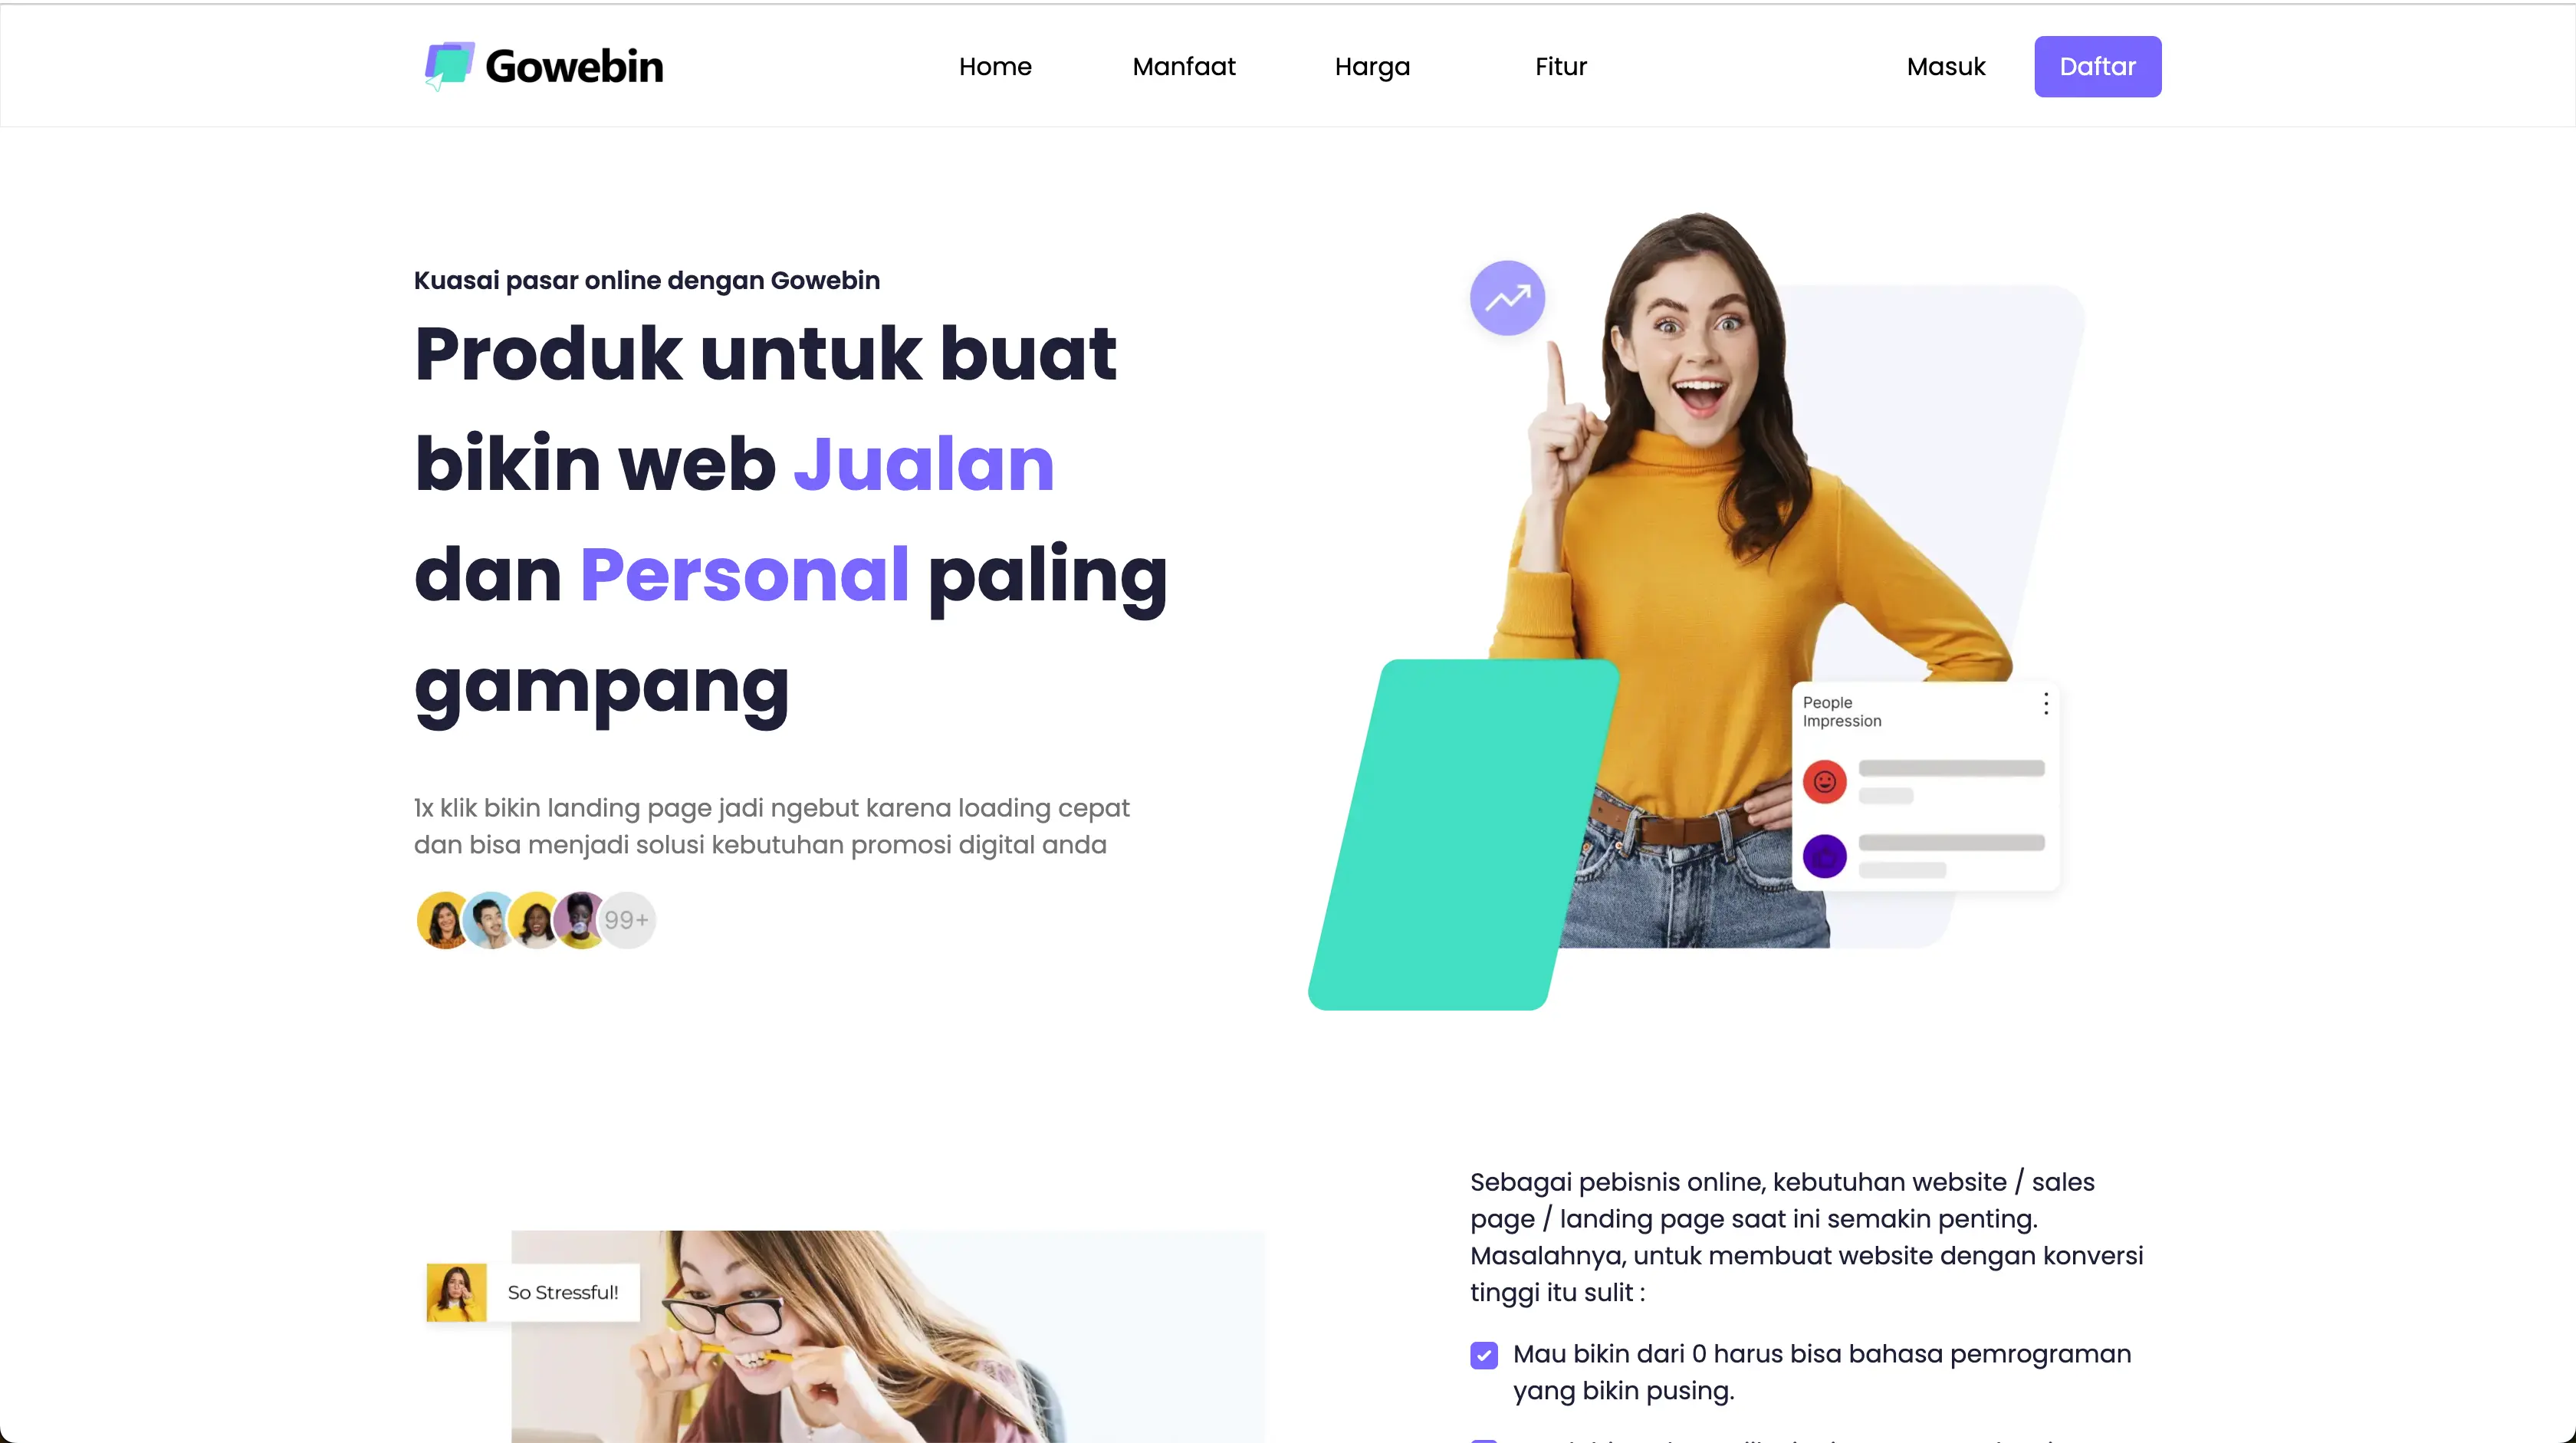 Gowebin
Home
Manfaat
Harga
Fitur
Masuk
Daftar
Kuasai pasar online dengan Gowebin
Produk untuk buat
bikin web Jualan
dan Personal paling
gampang
1x klik bikin landing page jadi ngebut karena loading cepat
dan bisa menjadi solusi kebutuhan promosi digital anda
99+
People
Impression
So Stressful!
Sebagai pebisnis online, kebutuhan website / sales
page / landing page saat ini semakin penting.
Masalahnya, untuk membuat website dengan konversi
tinggi itu sulit :
Mau bikin dari 0 harus bisa bahasa pemrograman
yang bikin pusing.